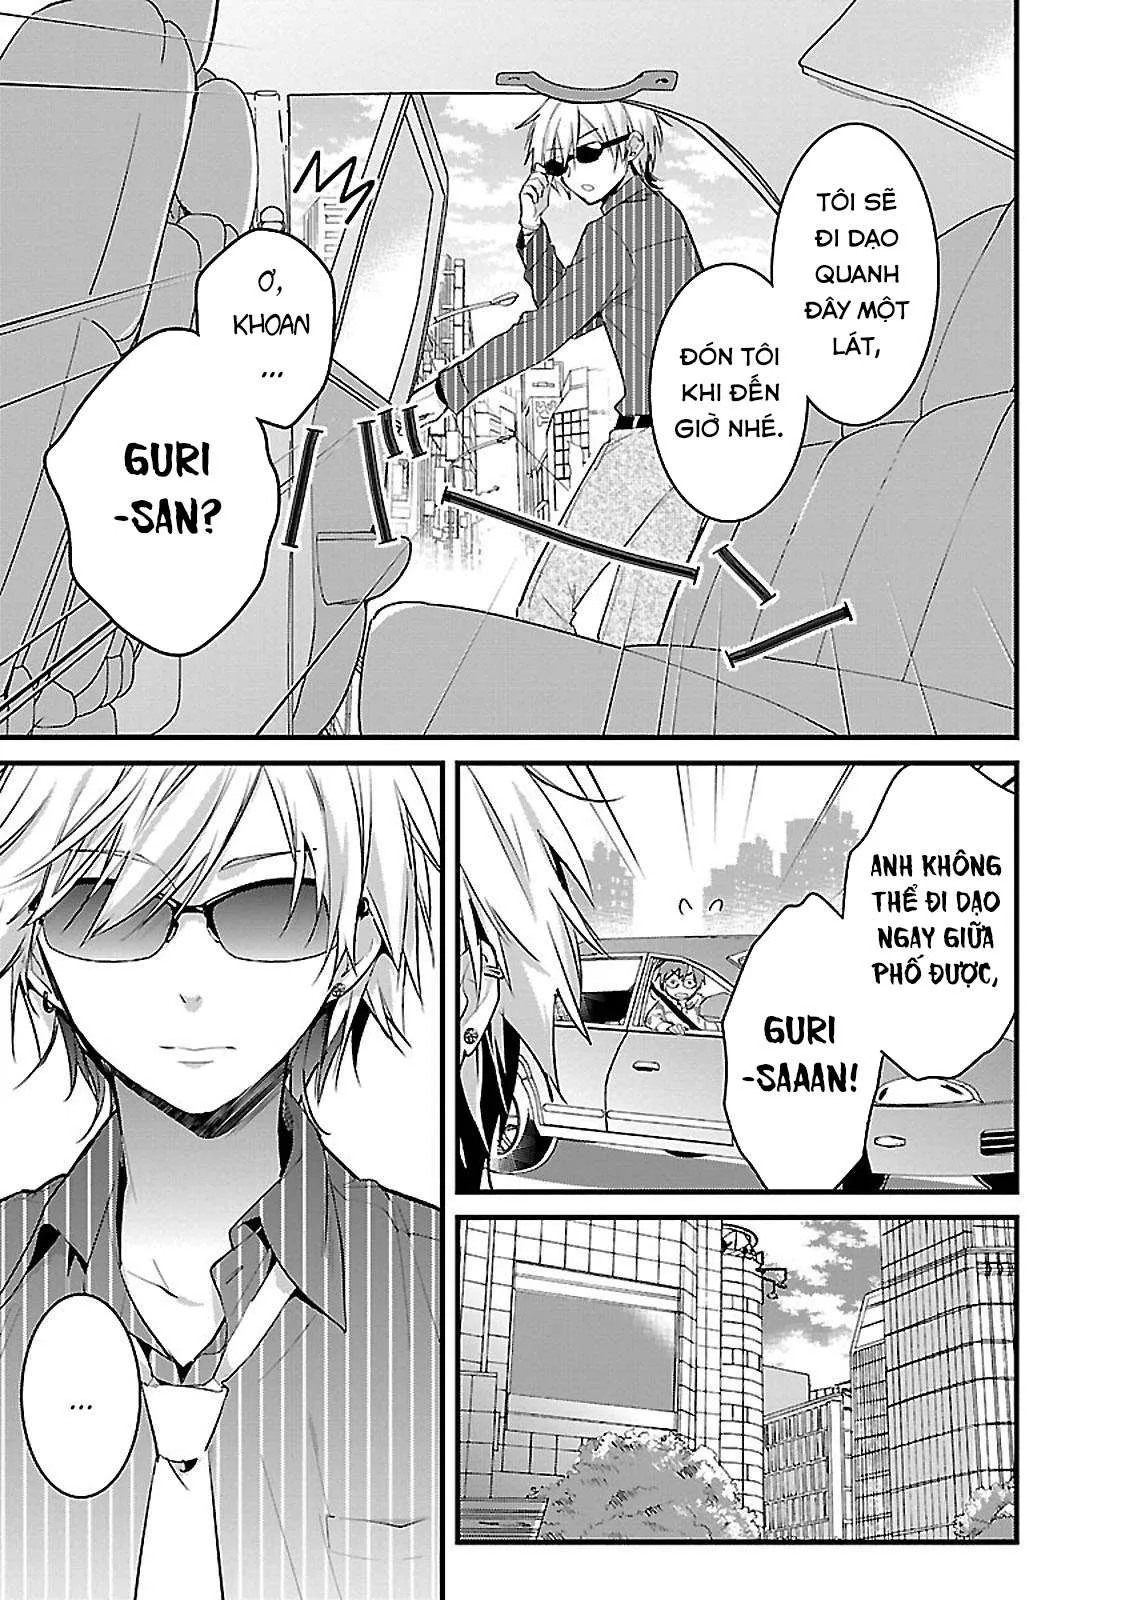 TÔI SẼ
ĐI DẠO
QUANH
ĐÂY MỘT
LÁT,
ĐÓN TÔI
KHI ĐẾN
GIỜ NHÉ.
Ơ,
KHOAN
...
GURI
-SAN?
ANH KHÔNG
THỂ ĐI DẠO
NGAY GIỮA
PHỐ ĐƯỢC,
GURI
-SAAAN!
...